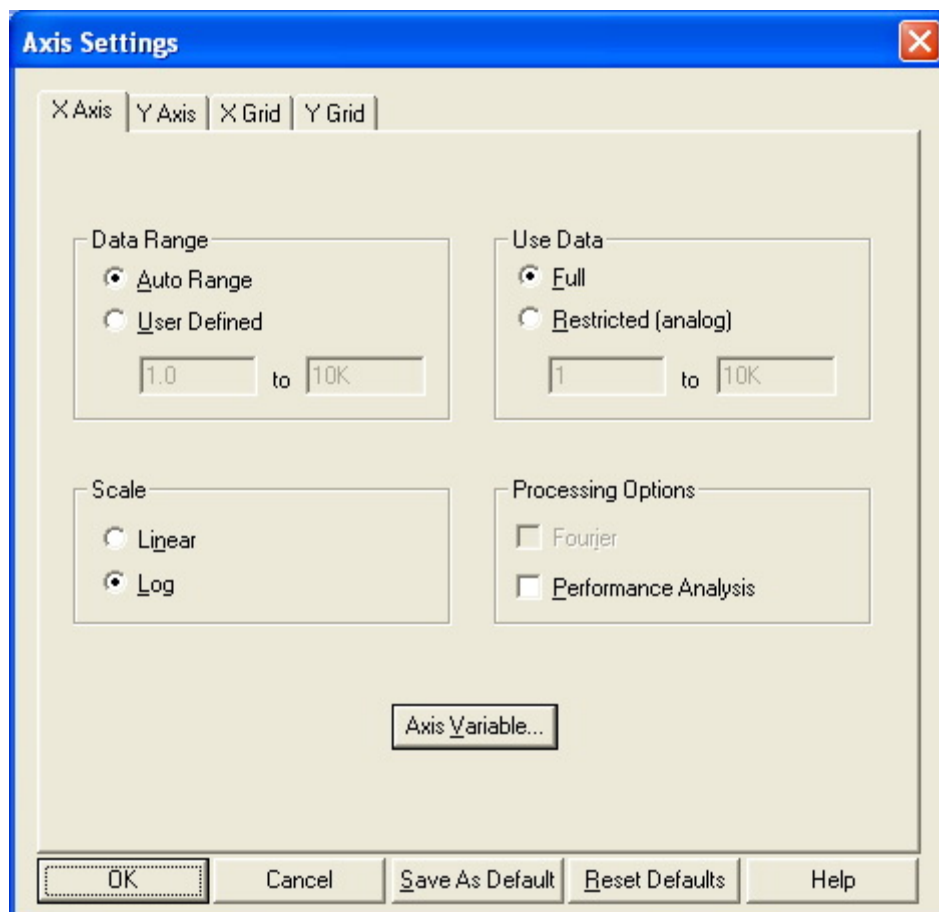 Axis Settings
X Axis Y Axis X Grid Y Grid
Data Range
Auto Range
User Defined
1.0 to 10K
Use Data
Full
Restricted (analog)
1 to 10K
Scale
Linear
Log
Processing Options
Fourier
Performance Analysis
Axis Variable...
OK Cancel Save As Default Reset Defaults Help